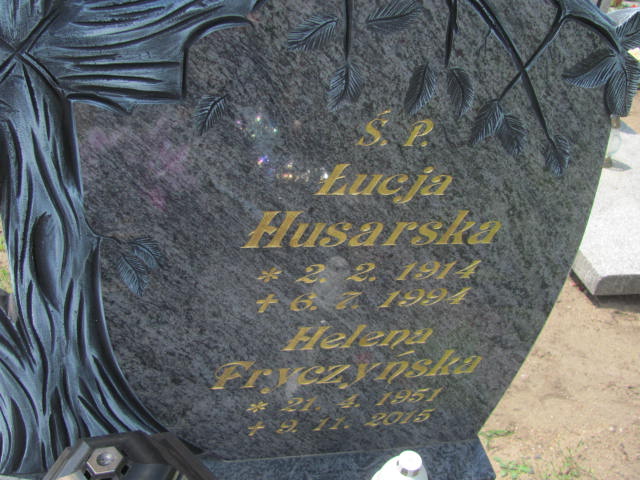 Ś. P.
Łucja
Husarska
* 2. 2. 1914
+ 6. 7. 1994
Helena
Fryczyńska
* 21. 4. 1951
+ 9. 11. 2015